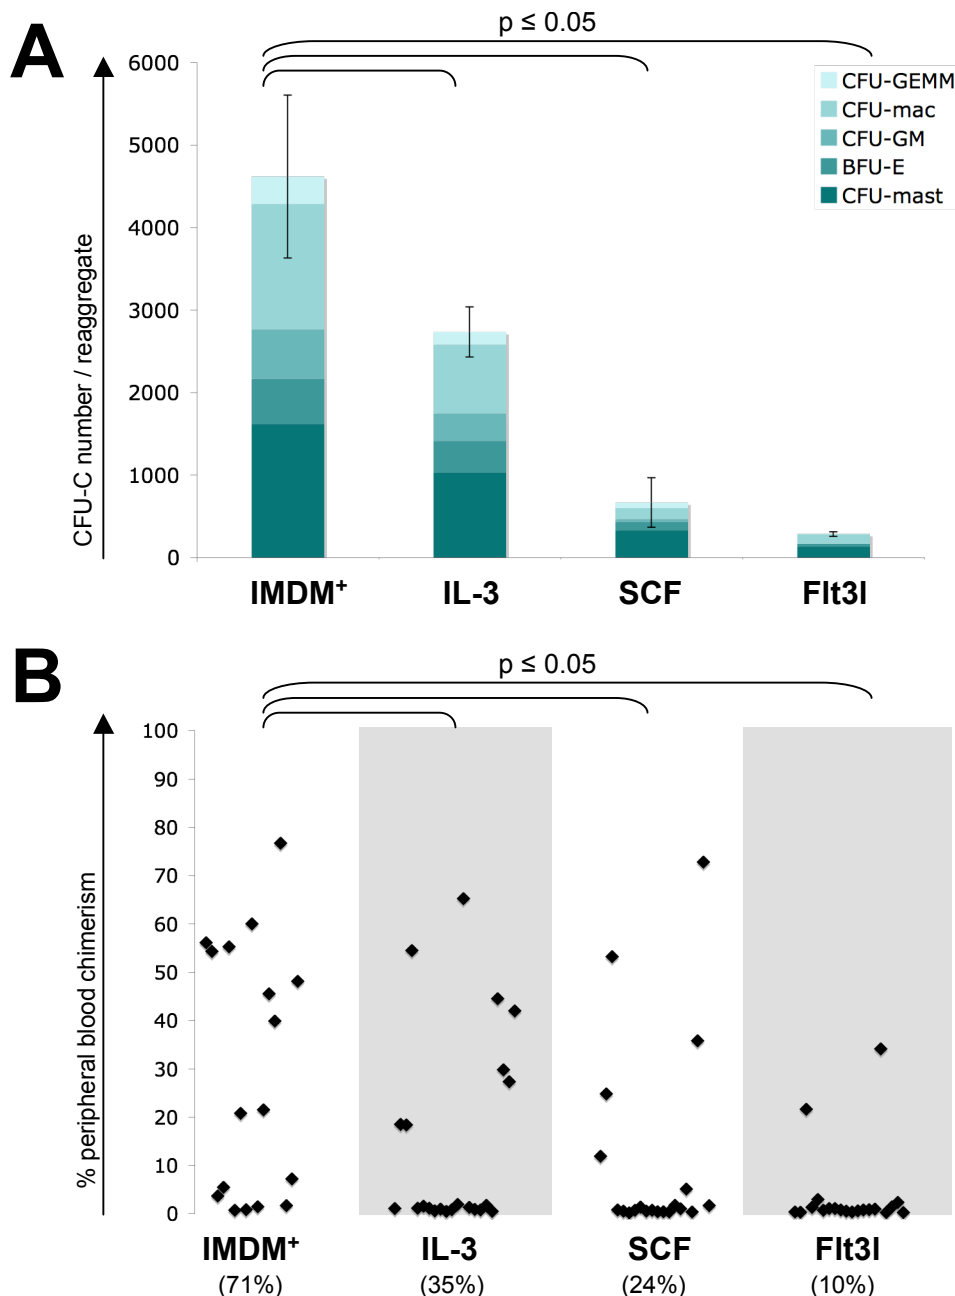 A
p ≤ 0.05
6000
5000
4000
3000
2000
1000
0
CFU-C number / reaggregate
CFU-GEMM
CFU-mac
CFU-GM
BFU-E
CFU-mast
IMDM⁺ IL-3 SCF Flt3l
B
p ≤ 0.05
100
90
80
70
60
50
40
30
20
10
0
% peripheral blood chimerism
IMDM⁺ IL-3 SCF Flt3l
(71%) (35%) (24%) (10%)